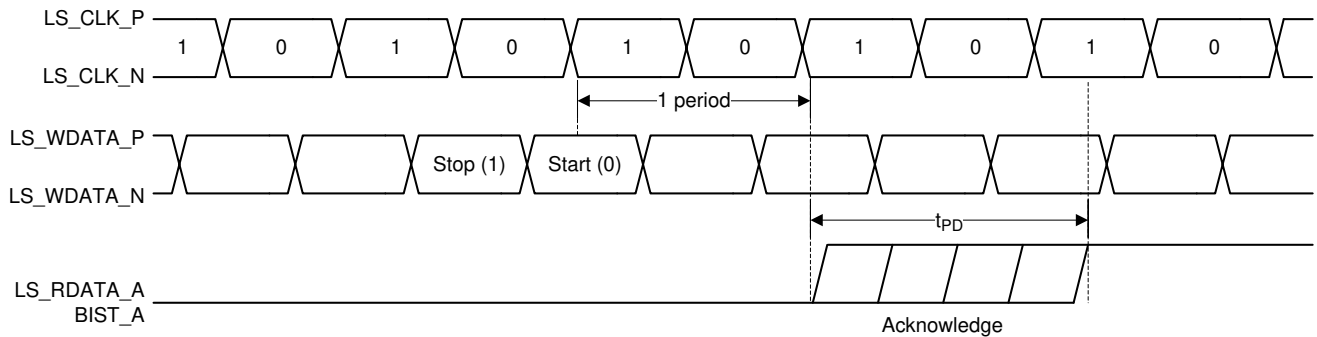 LS_CLK_P
1 0 1 0 1 0 1 0 1 0
LS_CLK_N
1 period
LS_WDATA_P
Stop (1) Start (0)
LS_WDATA_N
tPD
LS_RDATA_A
BIST_A
Acknowledge